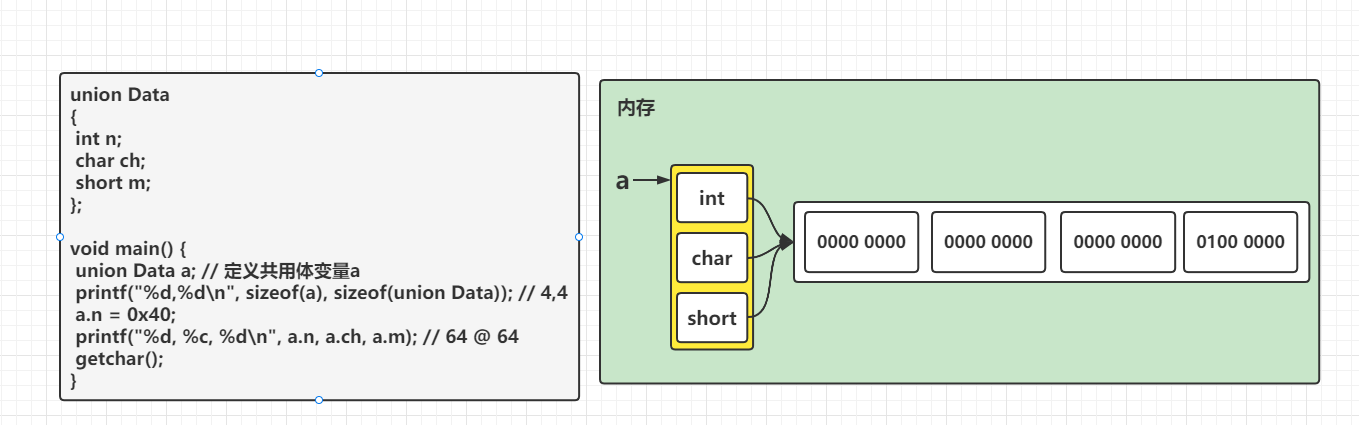 union Data
{
int n;
char ch;
short m;
};
void main() {
union Data a; // 定义共用体变量a
printf("%d,%d\n", sizeof(a), sizeof(union Data)); // 4,4
a.n = 0x40;
printf("%d, %c, %d\n", a.n, a.ch, a.m); // 64 @ 64
getchar();
}
内存
a
int
char
short
0000 0000
0000 0000
0000 0000
0100 0000